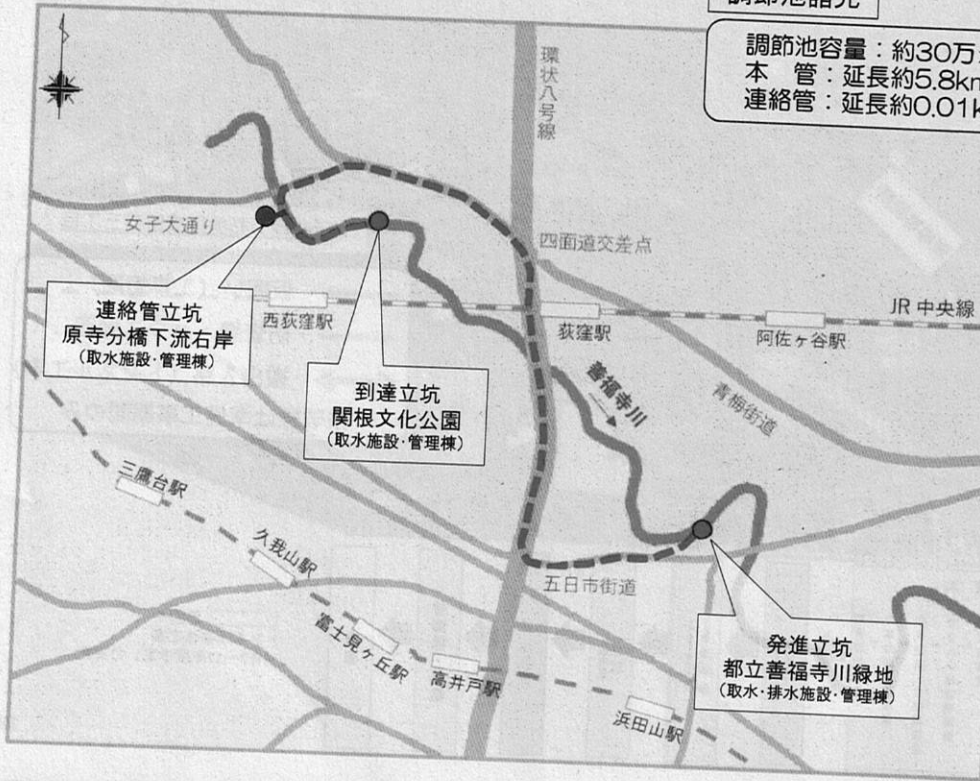 調節池諸元
調節池容量：約30万
本　管：延長約5.8km
連絡管：延長約0.01k
環状八号線
女子大通り
四面道交差点
連絡管立坑
原寺分橋下流右岸
(取水施設・管理棟)
西荻窪駅
荻窪駅
阿佐ヶ谷駅
JR 中央線
到達立坑
関根文化公園
(取水施設・管理棟)
善福寺川
青梅街道
三鷹台駅
久我山駅
富士見ヶ丘駅
高井戸駅
五日市街道
浜田山駅
発進立坑
都立善福寺川緑地
(取水・排水施設・管理棟)